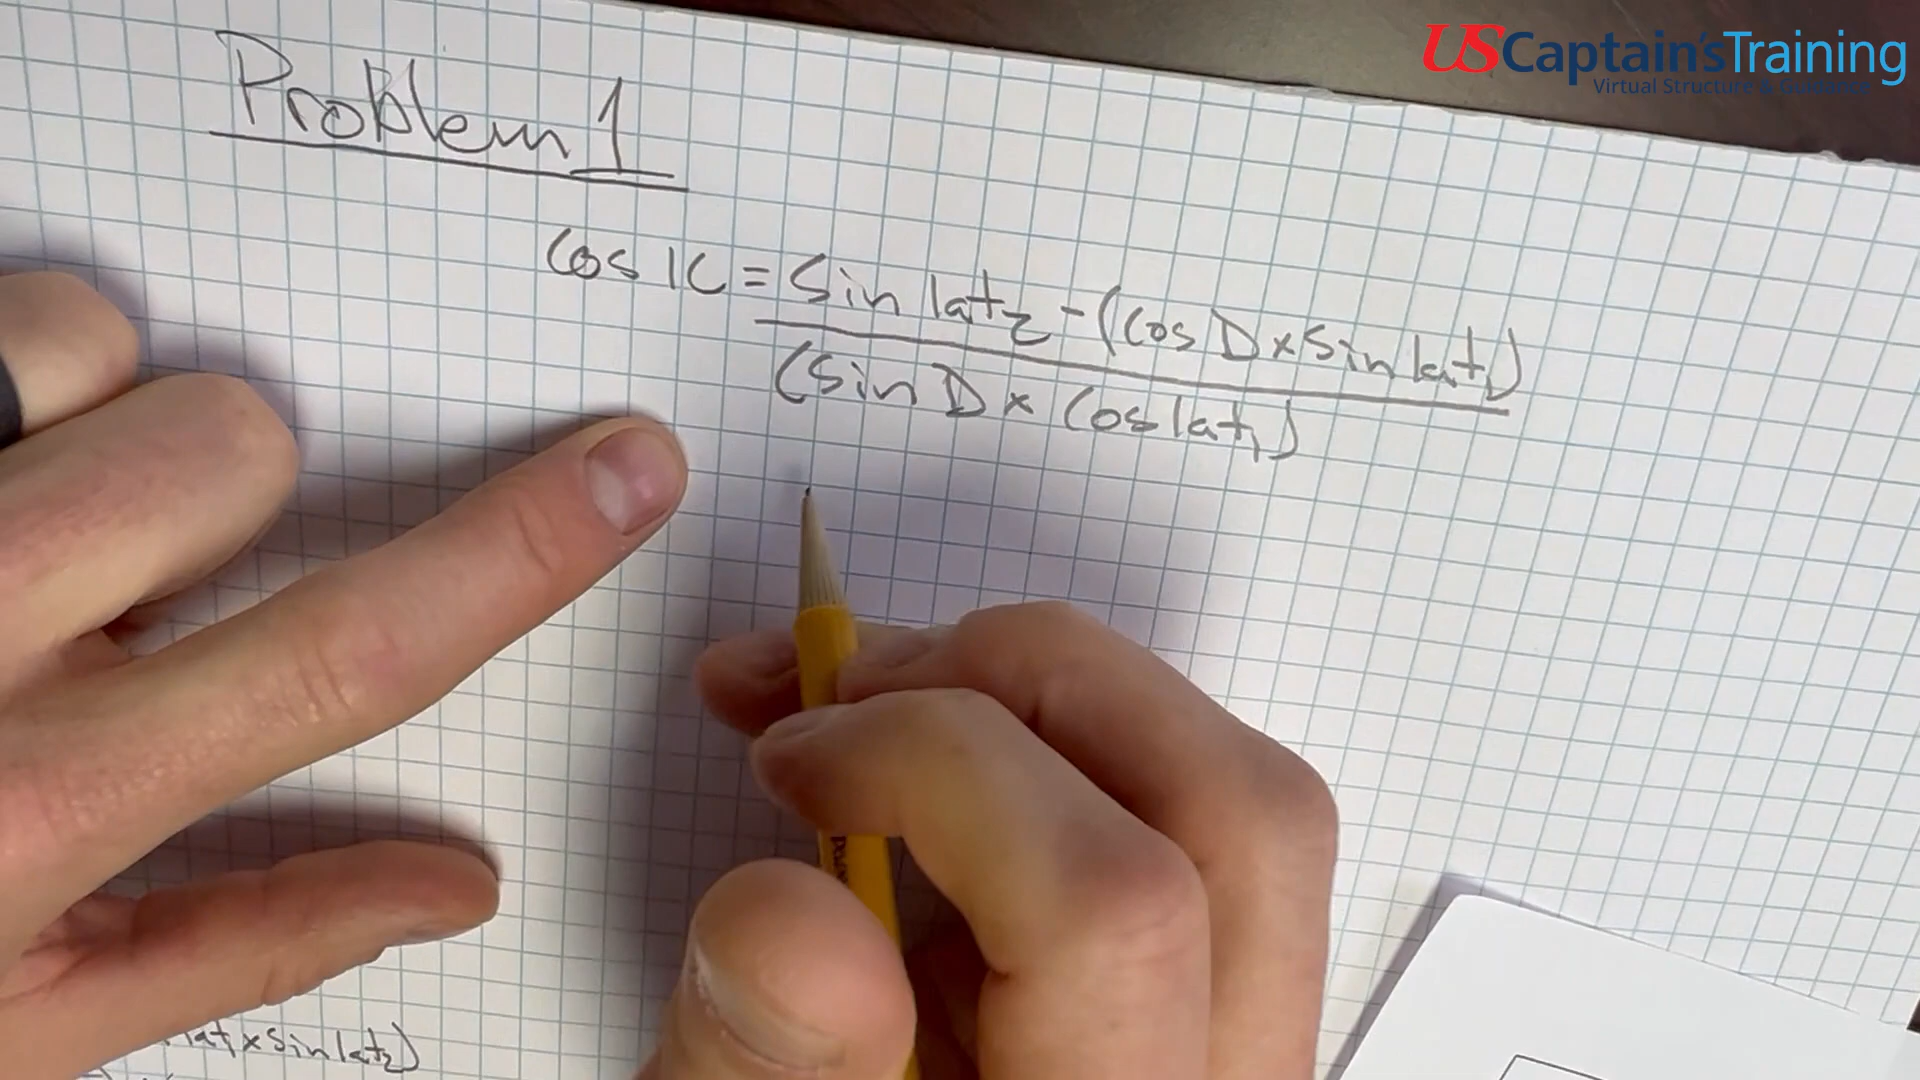 USCaptain'sTraining
Virtual Structure & Guidance
Problem 1
Cos IC = Sin lat₂ - (Cos D x Sin lat₁)
(Sin D x Cos lat₁)
lat₁ x Sin lat₂)